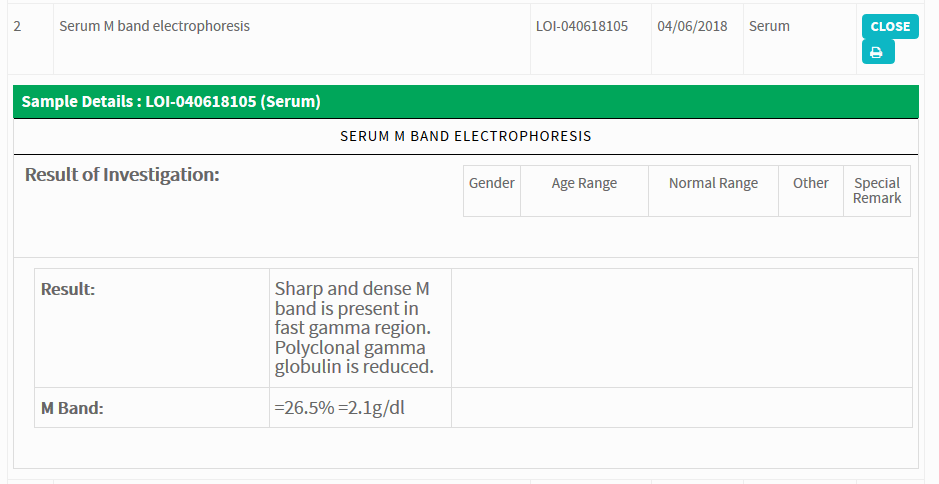 2 Serum M band electrophoresis LOI-040618105 04/06/2018 Serum CLOSE
Sample Details : LOI-040618105 (Serum)
SERUM M BAND ELECTROPHORESIS
Result of Investigation:
Gender Age Range Normal Range Other Special
Remark
Result: Sharp and dense M
band is present in
fast gamma region.
Polyclonal gamma
globulin is reduced.
M Band: =26.5% =2.1g/dl